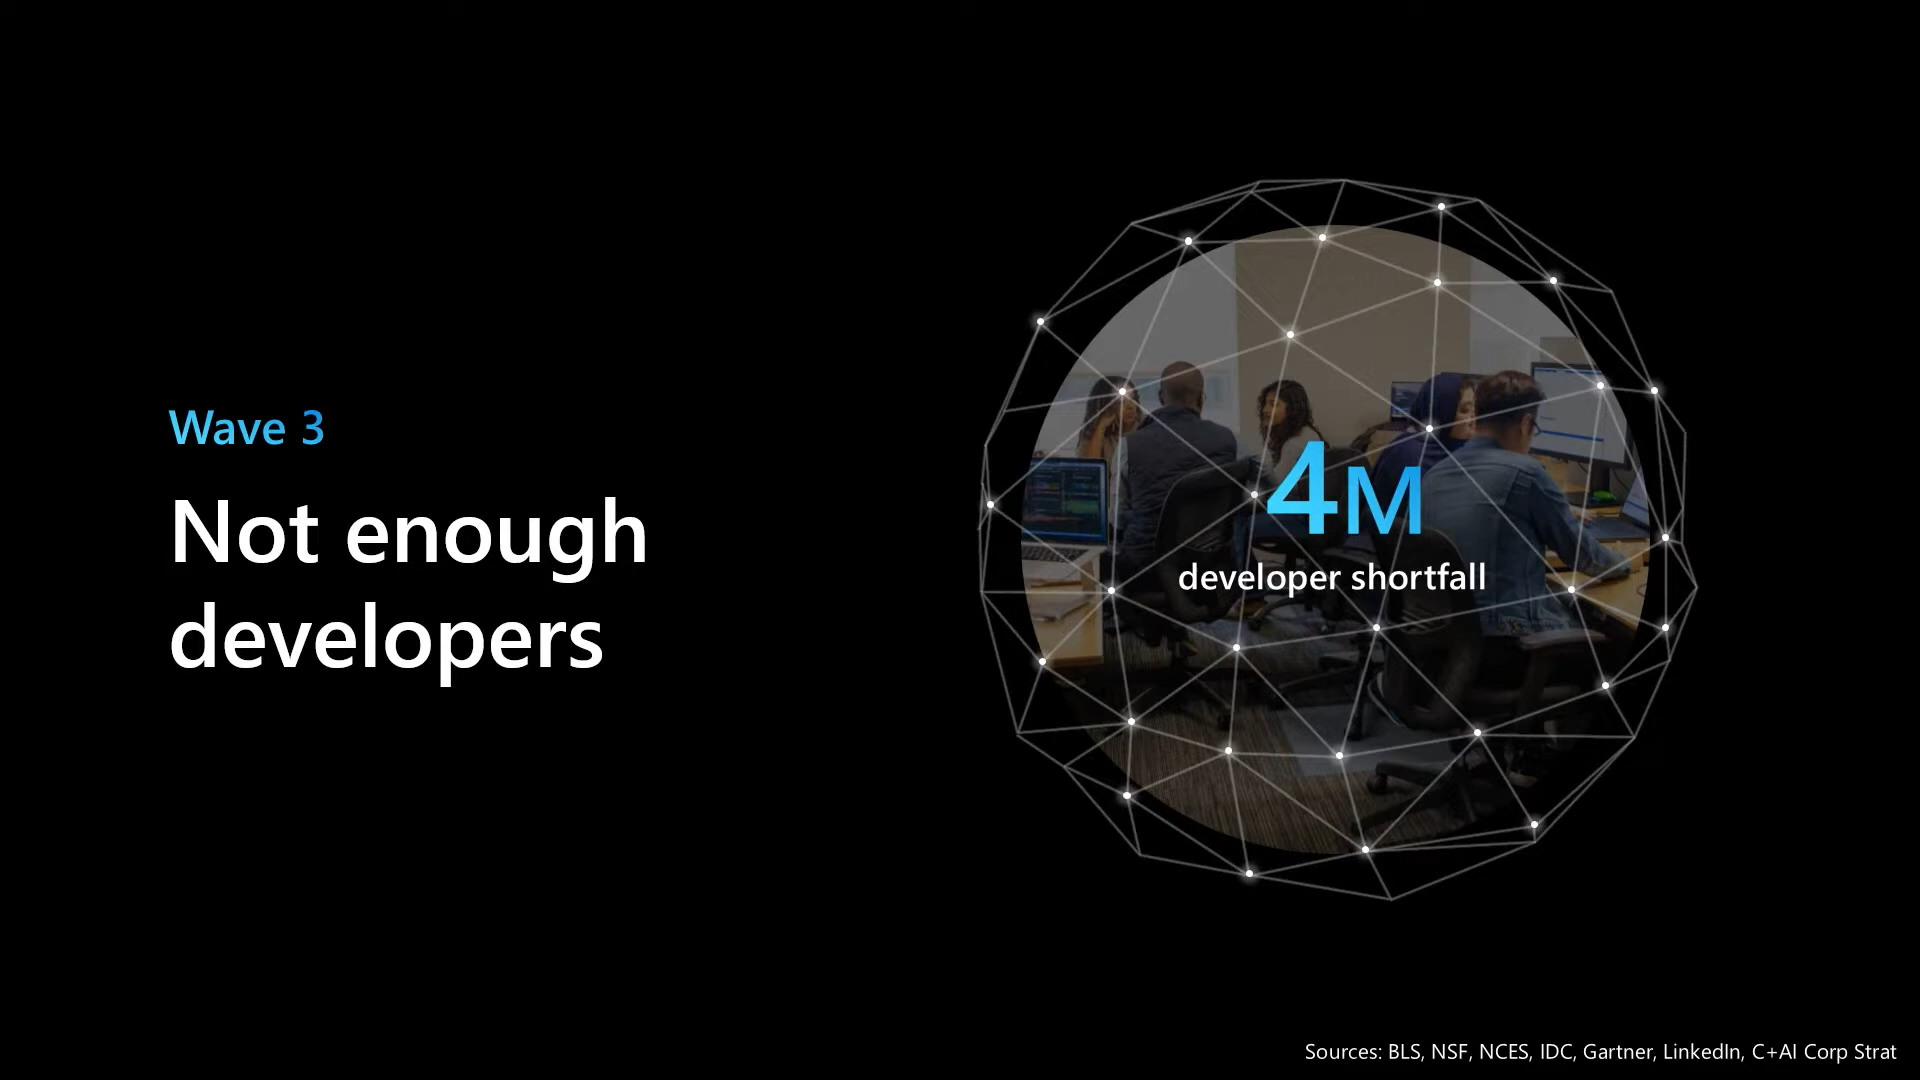 Wave 3
Not enough
developers
4M
developer shortfall
Sources: BLS, NSF, NCES, IDC, Gartner, LinkedIn, C+AI Corp Strat